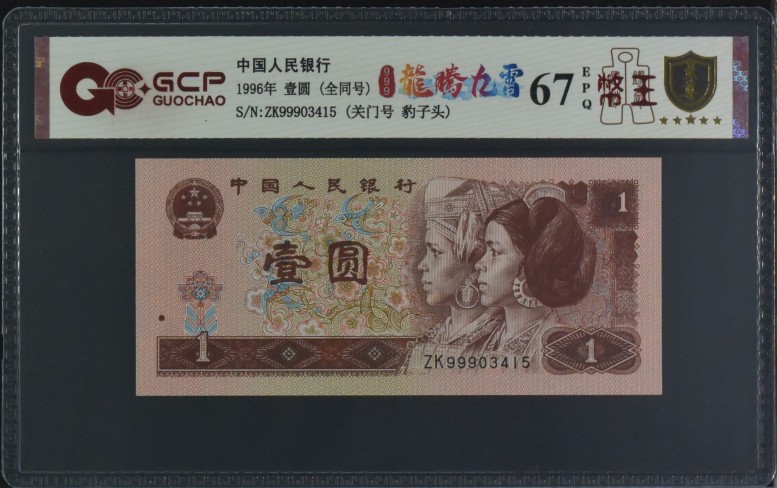 GCP
GUOCHAO
中国人民银行
1996年 壹圆 (全同号)
S/N:ZK99903415 (关门号 豹子头)
999
龍騰九霄
67
EPQ
幣王
中国人民银行
壹圆
1
1
1
ZK99903415